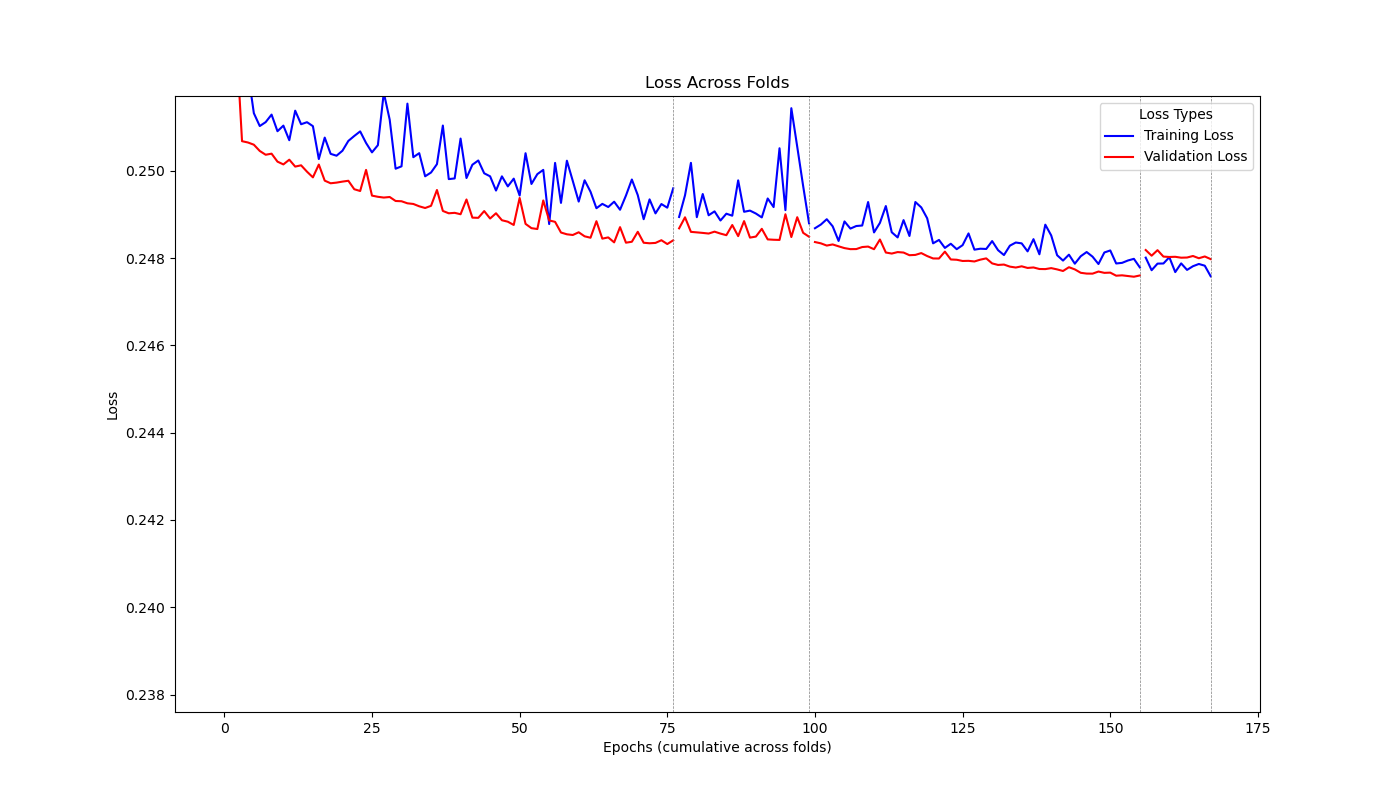 Loss Across Folds
Loss Types
Training Loss
Validation Loss
0.250
0.248
0.246
0.244
0.242
0.240
0.238
Loss
0
25
50
75
100
125
150
175
Epochs (cumulative across folds)